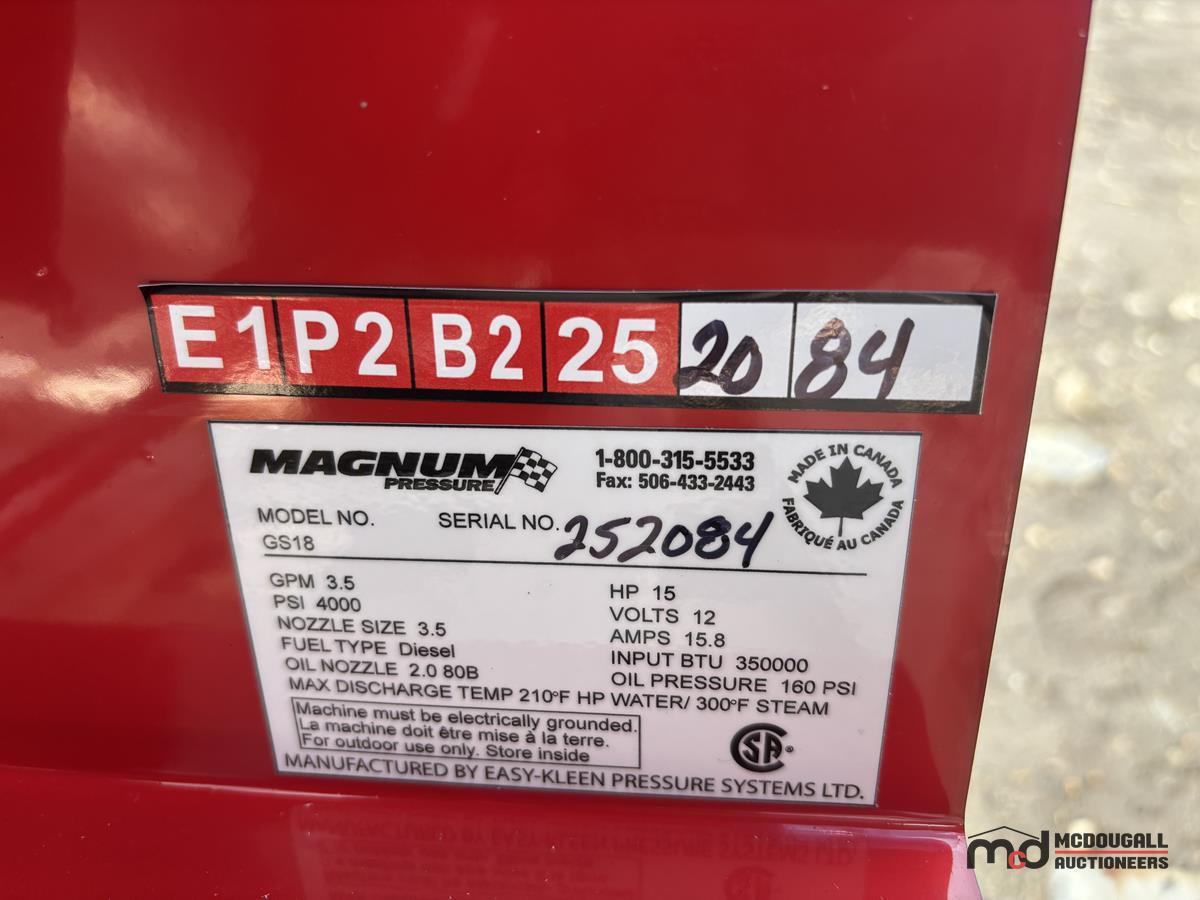 E1 P2 B2 25 20 84
MAGNUM
PRESSURE
1-800-315-5533
Fax: 506-433-2443
MADE IN CANADA
FABRIQUÉ AU CANADA
MODEL NO. SERIAL NO. 252084
GS18
GPM 3.5
PSI 4000
NOZZLE SIZE 3.5
FUEL TYPE Diesel
OIL NOZZLE 2.0 80B
HP 15
VOLTS 12
AMPS 15.8
INPUT BTU 350000
OIL PRESSURE 160 PSI
MAX DISCHARGE TEMP 210°F HP WATER/ 300°F STEAM
Machine must be electrically grounded.
La machine doit être mise à la terre.
For outdoor use only. Store inside
CSA®
MANUFACTURED BY EASY-KLEEN PRESSURE SYSTEMS LTD.
mcd MCDOUGALL
AUCTIONEERS